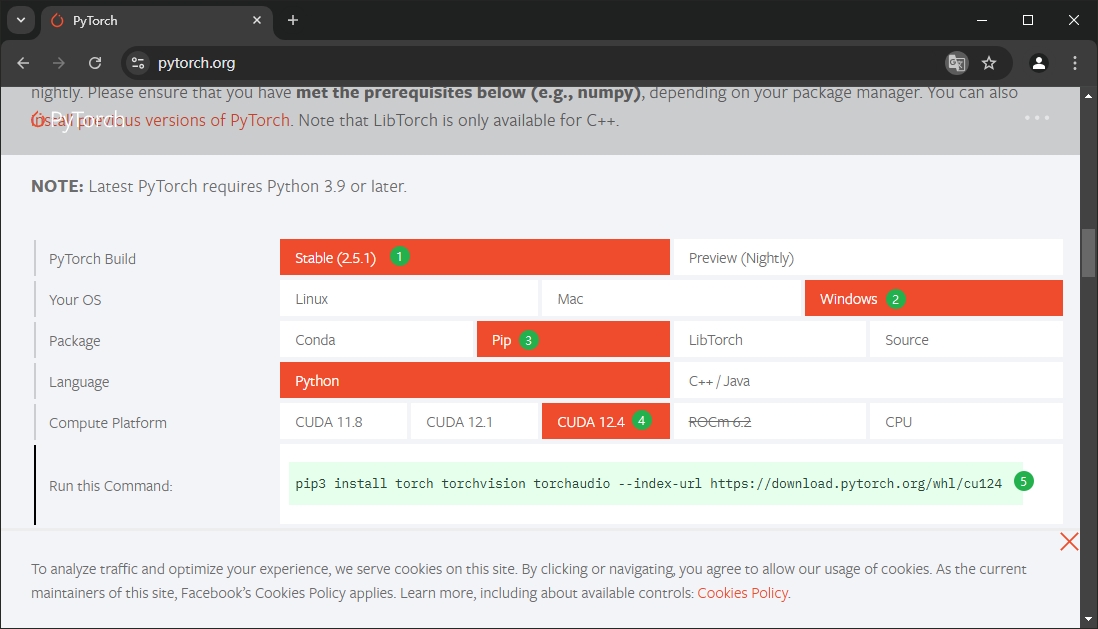 PyTorch
pytorch.org
nightly. Please ensure that you have met the prerequisites below (e.g., numpy), depending on your package manager. You can also
PyTorch
install previous versions of PyTorch. Note that LibTorch is only available for C++.
NOTE: Latest PyTorch requires Python 3.9 or later.
PyTorch Build Stable (2.5.1) 1 Preview (Nightly)
Your OS Linux Mac Windows 2
Package Conda Pip 3 LibTorch Source
Language Python C++ / Java
Compute Platform CUDA 11.8 CUDA 12.1 CUDA 12.4 4 ROCm 6.2 CPU
Run this Command: pip3 install torch torchvision torchaudio --index-url https://download.pytorch.org/whl/cu124 5
To analyze traffic and optimize your experience, we serve cookies on this site. By clicking or navigating, you agree to allow our usage of cookies. As the current
maintainers of this site, Facebook's Cookies Policy applies. Learn more, including about available controls: Cookies Policy.